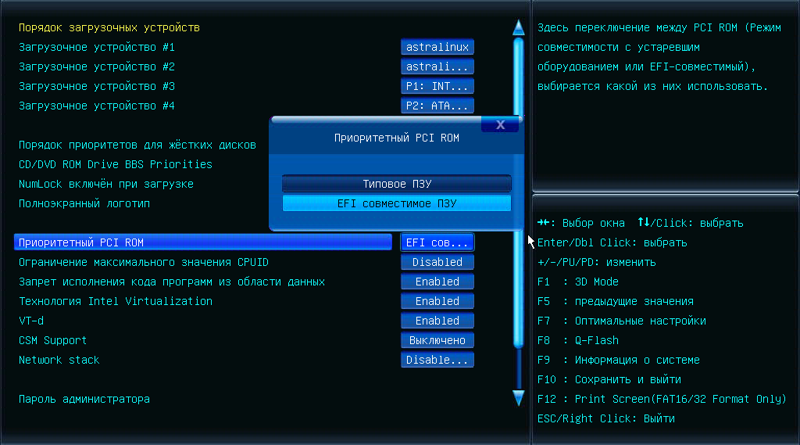 Порядок загрузочных устройств
Загрузочное устройство #1 astralinux
Загрузочное устройство #2 astrali...
Загрузочное устройство #3 P1: INT...
Загрузочное устройство #4 P2: ATA...
Порядок приоритетов для жёстких дисков
CD/DVD ROM Drive BBS Priorities
NumLock включён при загрузке
Полноэкранный логотип
X
Приоритетный PCI ROM
Типовое ПЗУ
EFI совместимое ПЗУ
Приоритетный PCI ROM EFI сов...
Ограничение максимального значения CPUID Disabled
Запрет исполнения кода программ из области данных Enabled
Технология Intel Virtualization Enabled
VT-d Enabled
CSM Support Выключено
Network stack Disable...
Пароль администратора
Здесь переключение между PCI ROM (Режим
совместимости с устаревшим
оборудованием или EFI-совместимый),
выбирается какой из них использовать.
→←: Выбор окна ↑↓/Click: выбрать
Enter/Dbl Click: выбрать
+/-/PU/PD: изменить
F1 : 3D Mode
F5 : предыдущие значения
F7 : Оптимальные настройки
F8 : Q-Flash
F9 : Информация о системе
F10 : Сохранить и выйти
F12 : Print Screen(FAT16/32 Format Only)
ESC/Right Click: Выйти